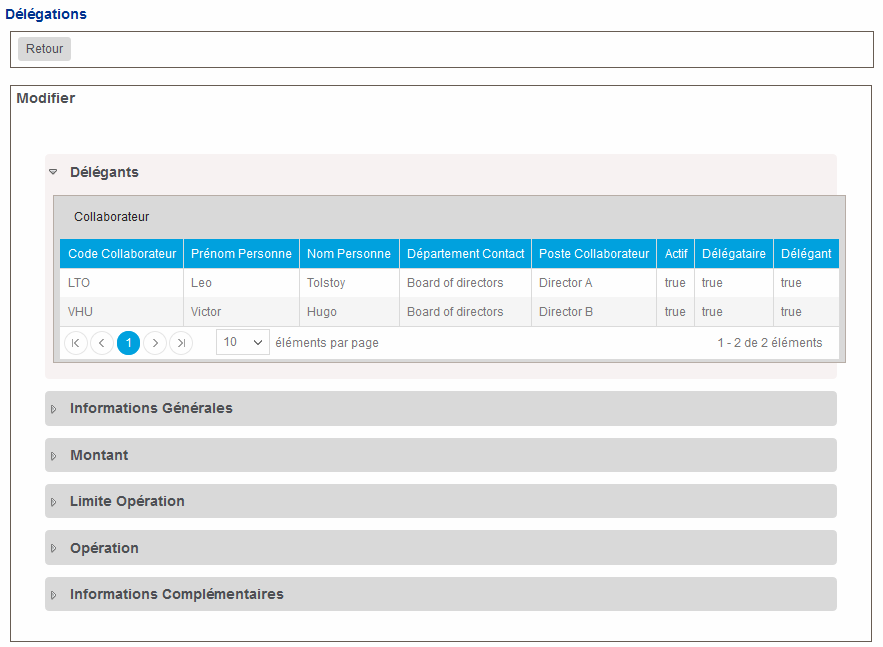 Délégations
Retour
Modifier
Délégants
Collaborateur
Code Collaborateur Prénom Personne Nom Personne Département Contact Poste Collaborateur Actif Délégataire Délégant
LTO Leo Tolstoy Board of directors Director A true true true
VHU Victor Hugo Board of directors Director B true true true
1 10 éléments par page 1 - 2 de 2 éléments
Informations Générales
Montant
Limite Opération
Opération
Informations Complémentaires